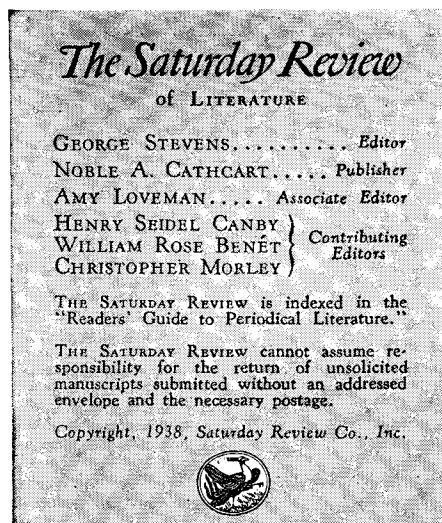 The Saturday Review
of LITERATURE
GEORGE STEVENS.......... Editor
NOBLE A. CATHCART..... Publisher
AMY LOVEMAN..... Associate Editor
HENRY SEIDEL CANBY
WILLIAM ROSE BENÉT } Contributing Editors
CHRISTOPHER MORLEY
THE SATURDAY REVIEW is indexed in the
"Readers' Guide to Periodical Literature."
THE SATURDAY REVIEW cannot assume re-
sponsibility for the return of unsolicited
manuscripts submitted without an addressed
envelope and the necessary postage.
Copyright, 1938, Saturday Review Co., Inc.